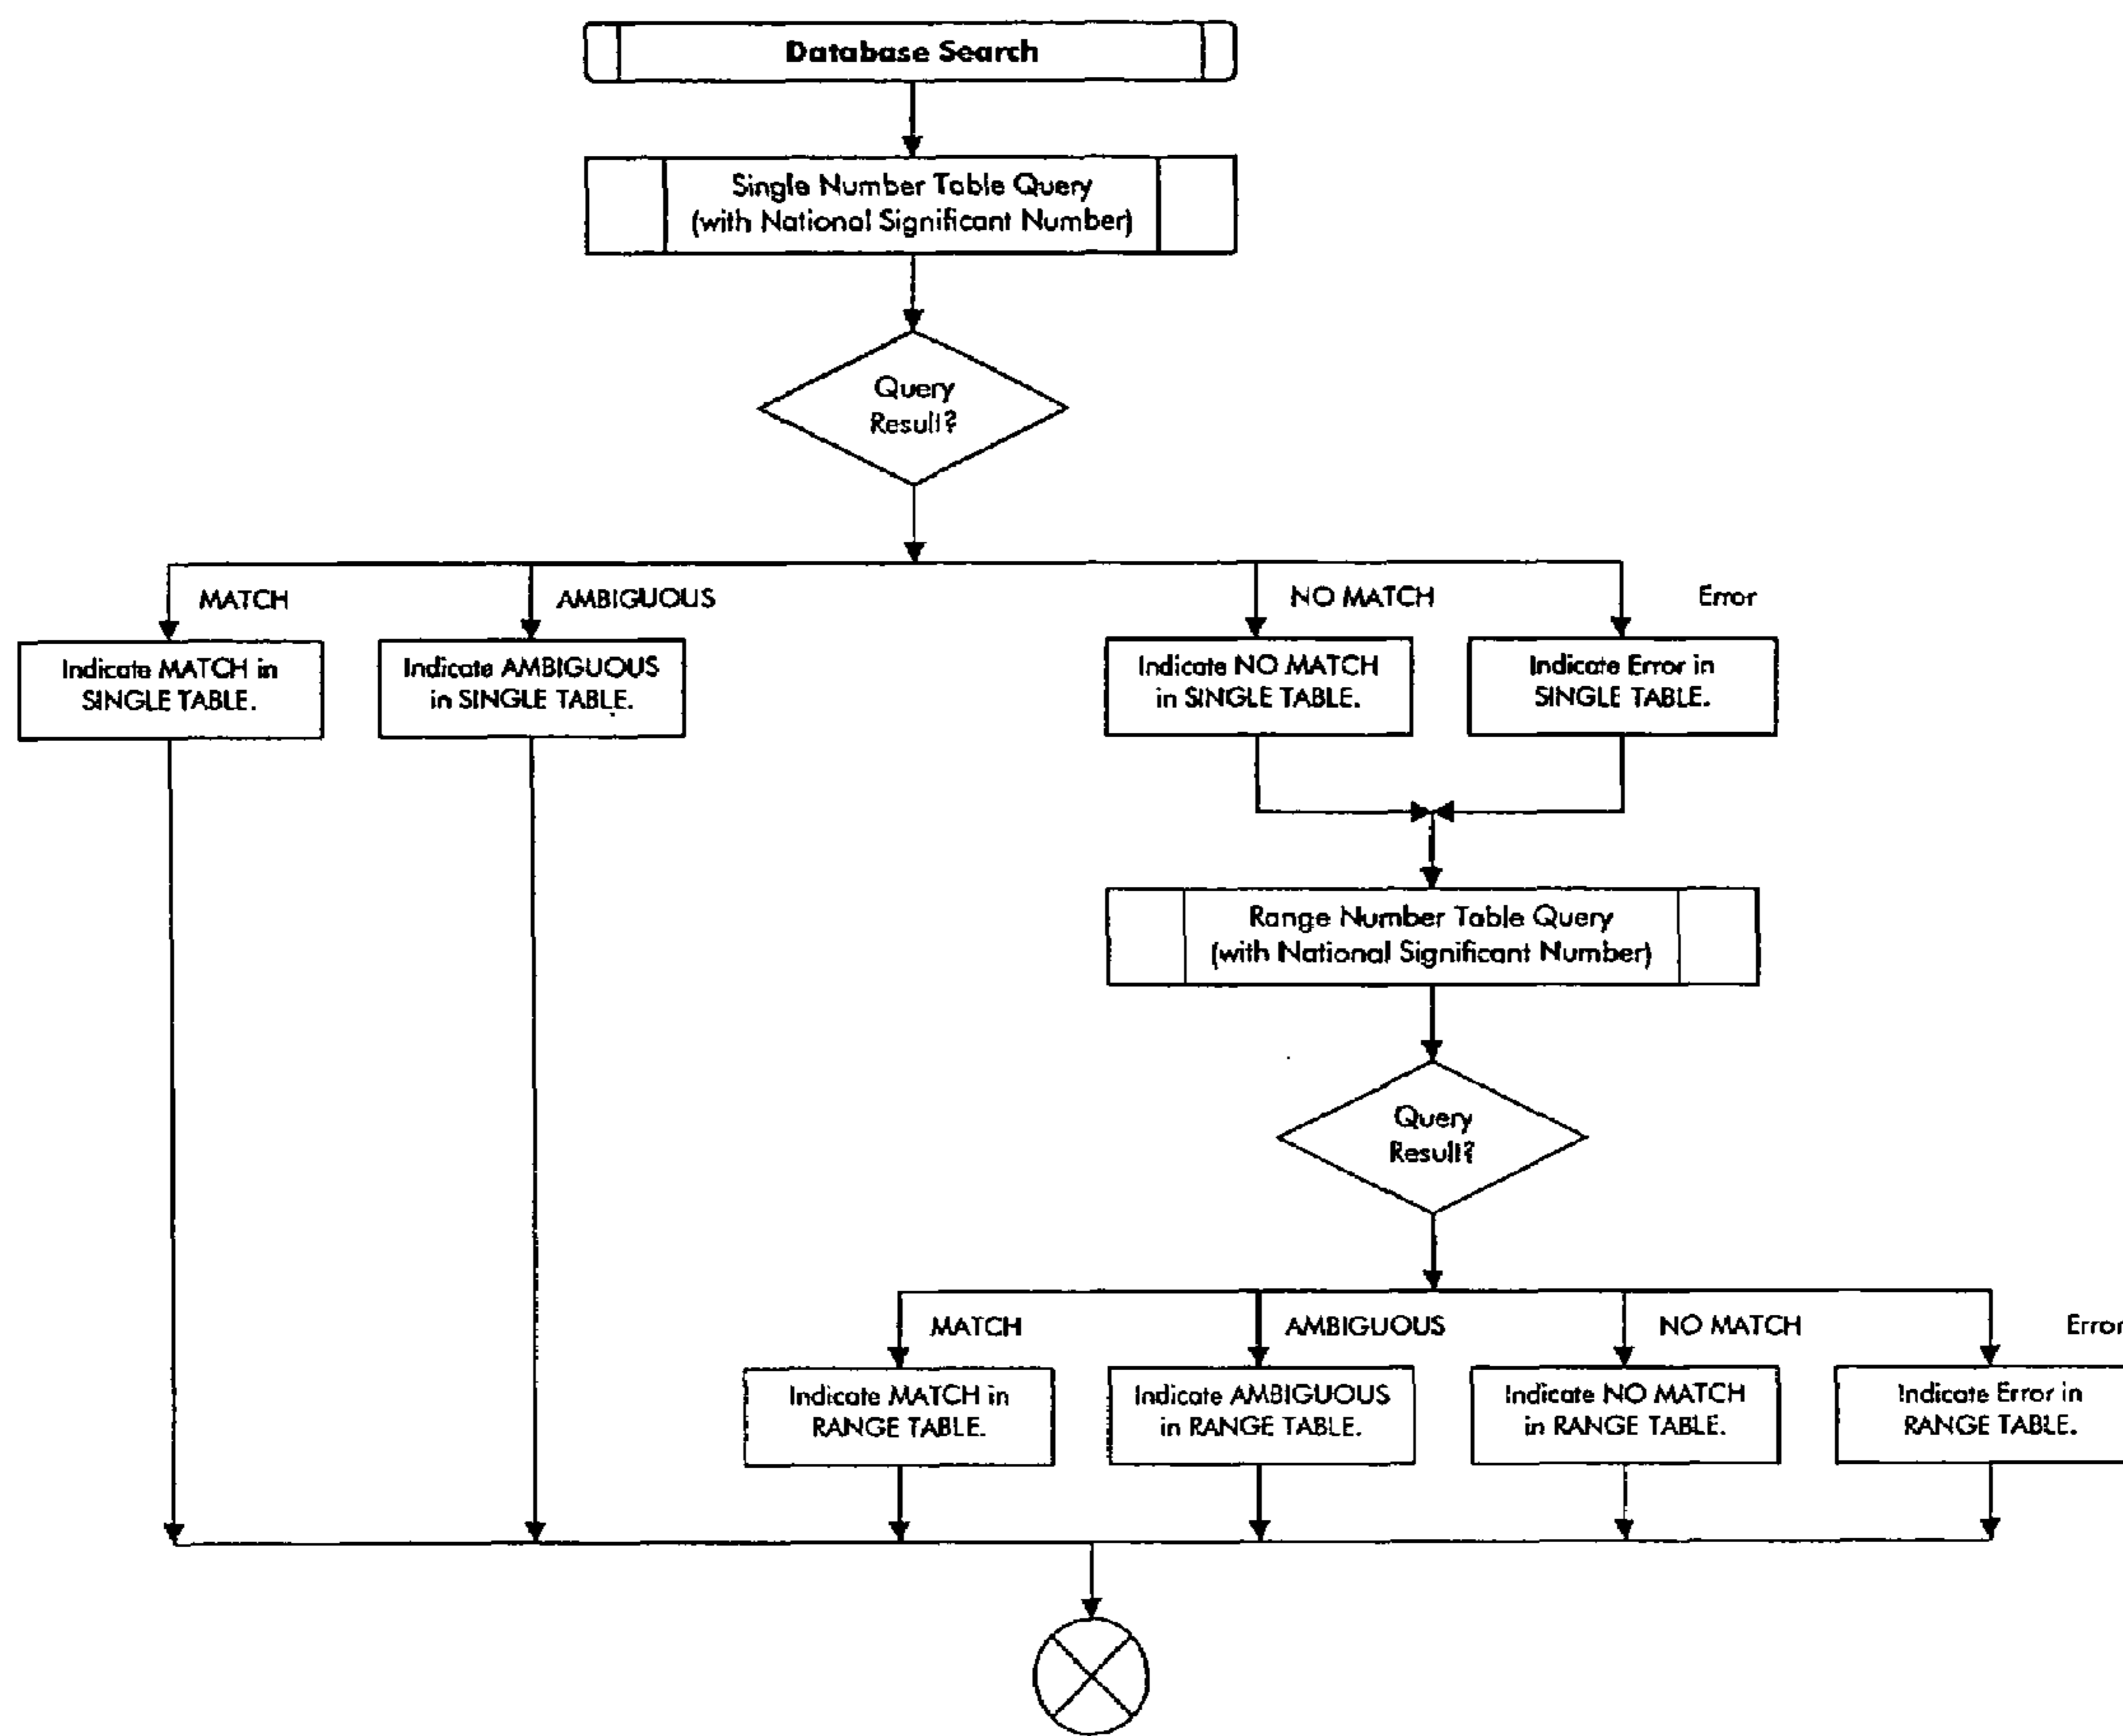 Database Search
Single Number Table Query
(with National Significant Number)
Query
Result?
MATCH
AMBIGUOUS
NO MATCH
Error
Indicate MATCH in
SINGLE TABLE.
Indicate AMBIGUOUS
in SINGLE TABLE.
Indicate NO MATCH
in SINGLE TABLE.
Indicate Error in
SINGLE TABLE.
Range Number Table Query
(with National Significant Number)
Query
Result?
MATCH
AMBIGUOUS
NO MATCH
Error
Indicate MATCH in
RANGE TABLE.
Indicate AMBIGUOUS
in RANGE TABLE.
Indicate NO MATCH
in RANGE TABLE.
Indicate Error in
RANGE TABLE.